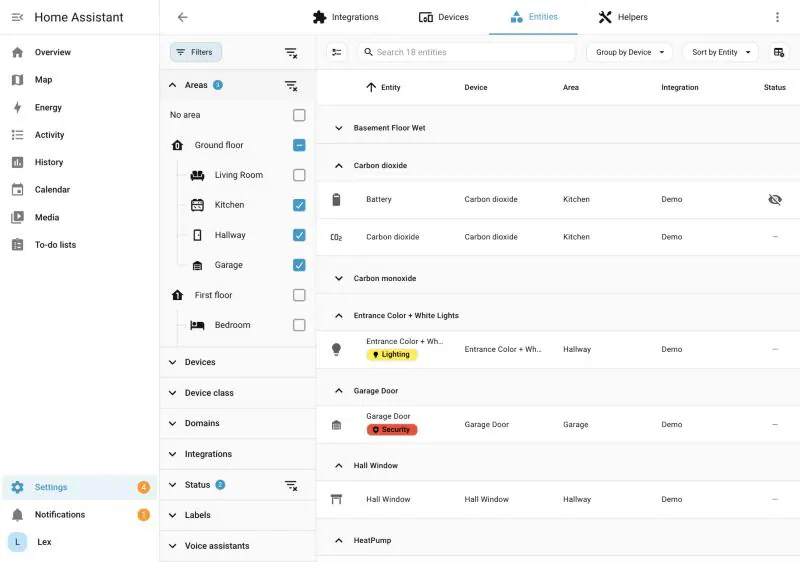 Home Assistant
Overview
Map
Energy
Activity
History
Calendar
Media
To-do lists
Settings 4
Notifications 1
L Lex
Integrations Devices Entities Helpers
Filters
Areas 3
No area
0 Ground floor
Living Room
Kitchen
Hallway
Garage
1 First floor
Bedroom
Devices
Device class
Domains
Integrations
Status 2
Labels
Voice assistants
Search 18 entities Group by Device Sort by Entity
Entity Device Area Integration Status
Basement Floor Wet
Carbon dioxide
Battery Carbon dioxide Kitchen Demo
CO2 Carbon dioxide Carbon dioxide Kitchen Demo –
Carbon monoxide
Entrance Color + White Lights
Entrance Color + Wh... Entrance Color + Wh... Hallway Demo –
Lighting
Garage Door
Garage Door Garage Door Garage Demo –
Security
Hall Window
Hall Window Hall Window Hallway Demo –
HeatPump